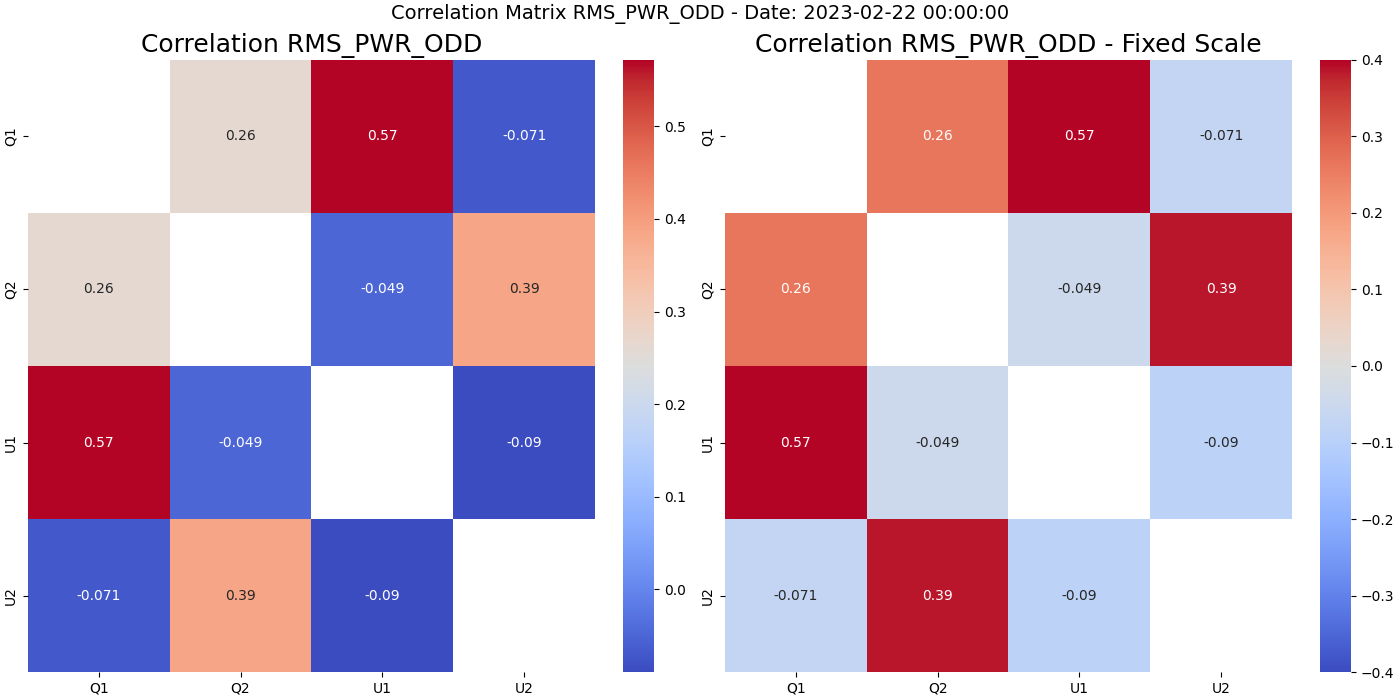 Correlation Matrix RMS_PWR_ODD - Date: 2023-02-22 00:00:00
Correlation RMS_PWR_ODD
Q1
0.26
0.57
-0.071
Q2
0.26
-0.049
0.39
U1
0.57
-0.049
-0.09
U2
-0.071
0.39
-0.09
Q1
Q2
U1
U2
0.5
0.4
0.3
0.2
0.1
0.0
Correlation RMS_PWR_ODD - Fixed Scale
Q1
0.26
0.57
-0.071
Q2
0.26
-0.049
0.39
U1
0.57
-0.049
-0.09
U2
-0.071
0.39
-0.09
Q1
Q2
U1
U2
0.4
0.3
0.2
0.1
0.0
−0.1
−0.2
−0.3
−0.4